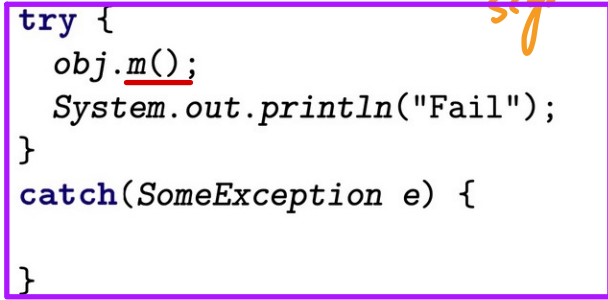 try {
obj.m();
System.out.println("Fail");
}
catch(SomeException e) {
}